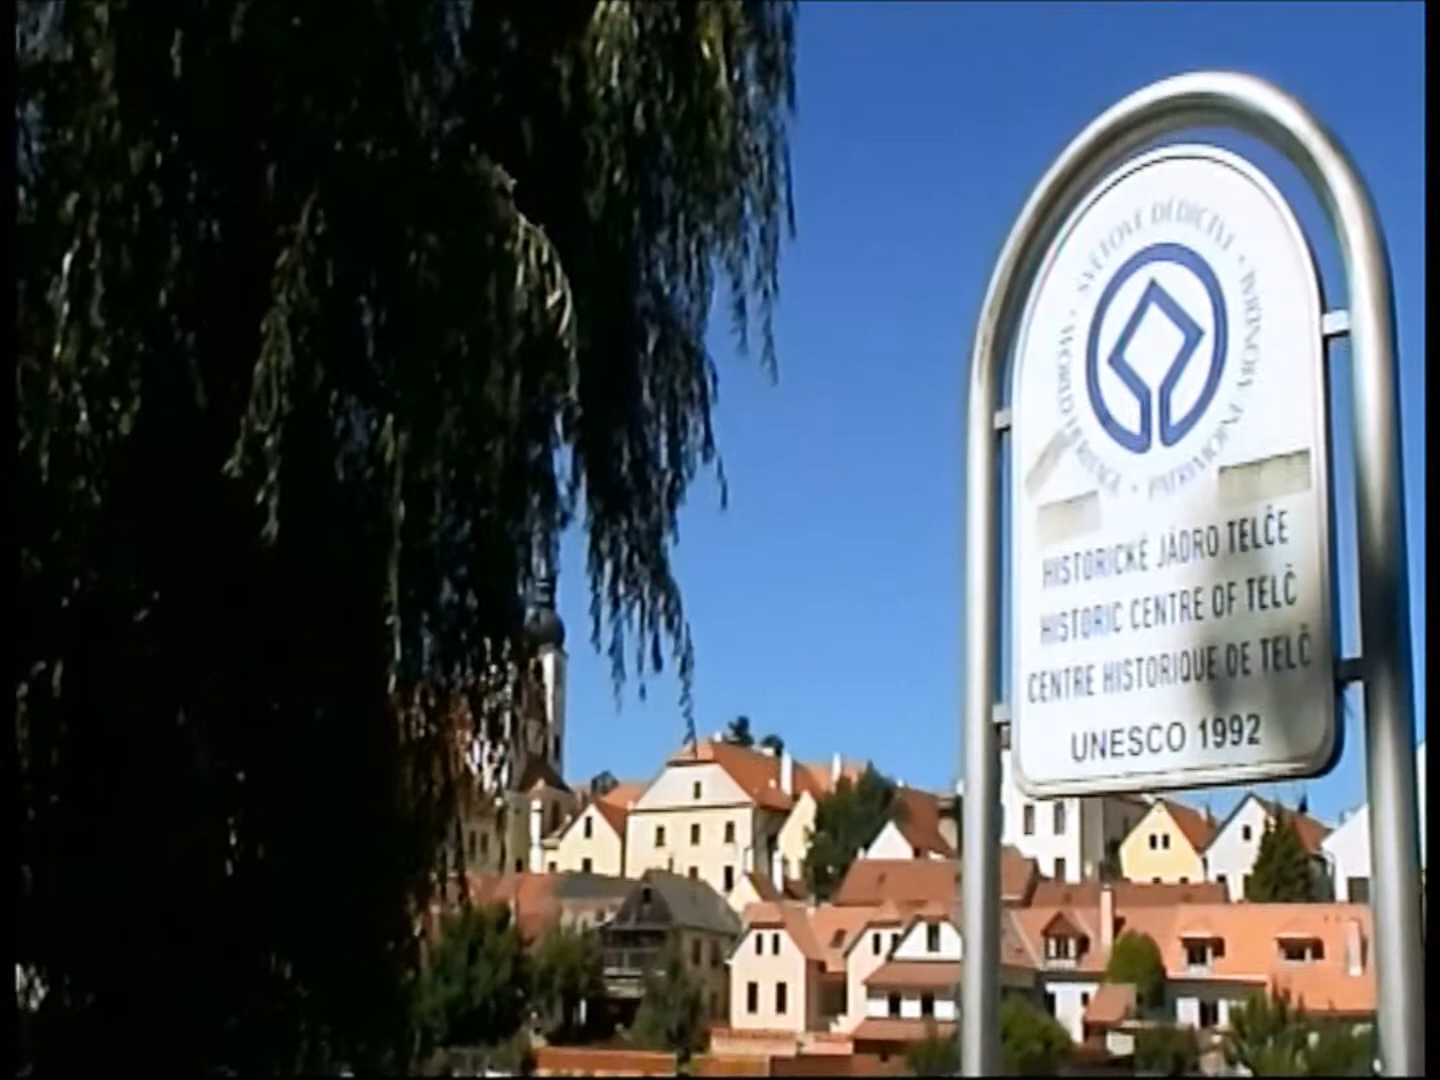 SVĚTOVÉ DĚDICTVÍ • PATRIMOINE MONDIAL • WORLD HERITAGE •
HISTORICKÉ JÁDRO TELČE
HISTORIC CENTRE OF TELČ
CENTRE HISTORIQUE DE TELČ
UNESCO 1992